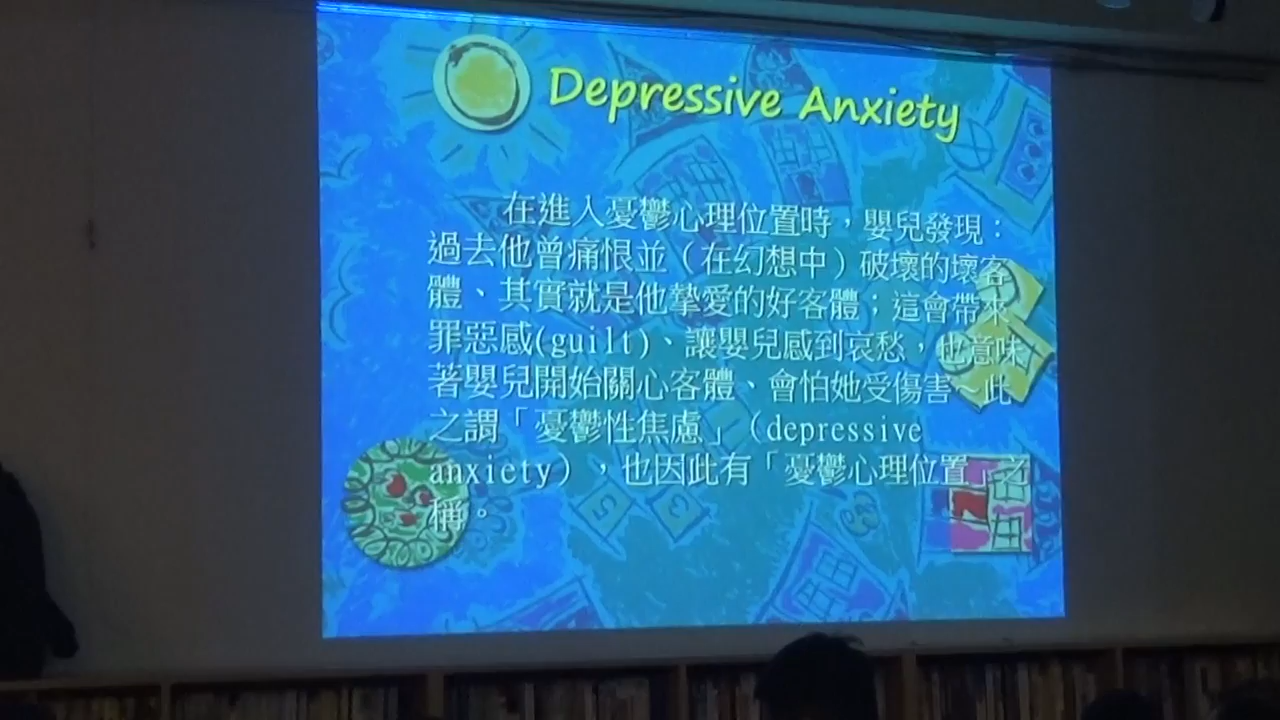 Depressive Anxiety
在進入憂鬱心理位置時，嬰兒發現：
過去他曾痛恨並（在幻想中）破壞的壞客
體、其實就是他摯愛的好客體；這會帶來
罪惡感(guilt)、讓嬰兒感到哀愁，也意味
著嬰兒開始關心客體、會怕她受傷害～此
之謂「憂鬱性焦慮」（depressive
anxiety），也因此有「憂鬱心理位置」之
稱。